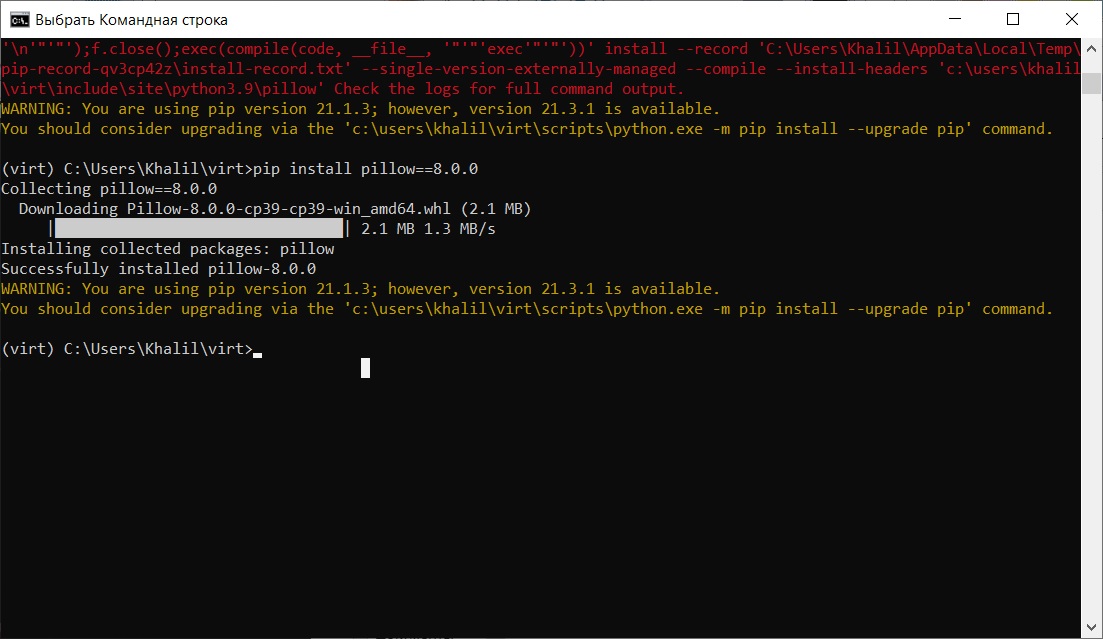 Выбрать Командная строка
'\n'"'"');f.close();exec(compile(code, __file__, '"'"'exec'"'"'))' install --record 'C:\Users\Khalil\AppData\Local\Temp\
pip-record-qv3cp42z\install-record.txt' --single-version-externally-managed --compile --install-headers 'c:\users\khalil
\virt\include\site\python3.9\pillow' Check the logs for full command output.
WARNING: You are using pip version 21.1.3; however, version 21.3.1 is available.
You should consider upgrading via the 'c:\users\khalil\virt\scripts\python.exe -m pip install --upgrade pip' command.
(virt) C:\Users\Khalil\virt>pip install pillow==8.0.0
Collecting pillow==8.0.0
Downloading Pillow-8.0.0-cp39-cp39-win_amd64.whl (2.1 MB)
| | 2.1 MB 1.3 MB/s
Installing collected packages: pillow
Successfully installed pillow-8.0.0
WARNING: You are using pip version 21.1.3; however, version 21.3.1 is available.
You should consider upgrading via the 'c:\users\khalil\virt\scripts\python.exe -m pip install --upgrade pip' command.
(virt) C:\Users\Khalil\virt>